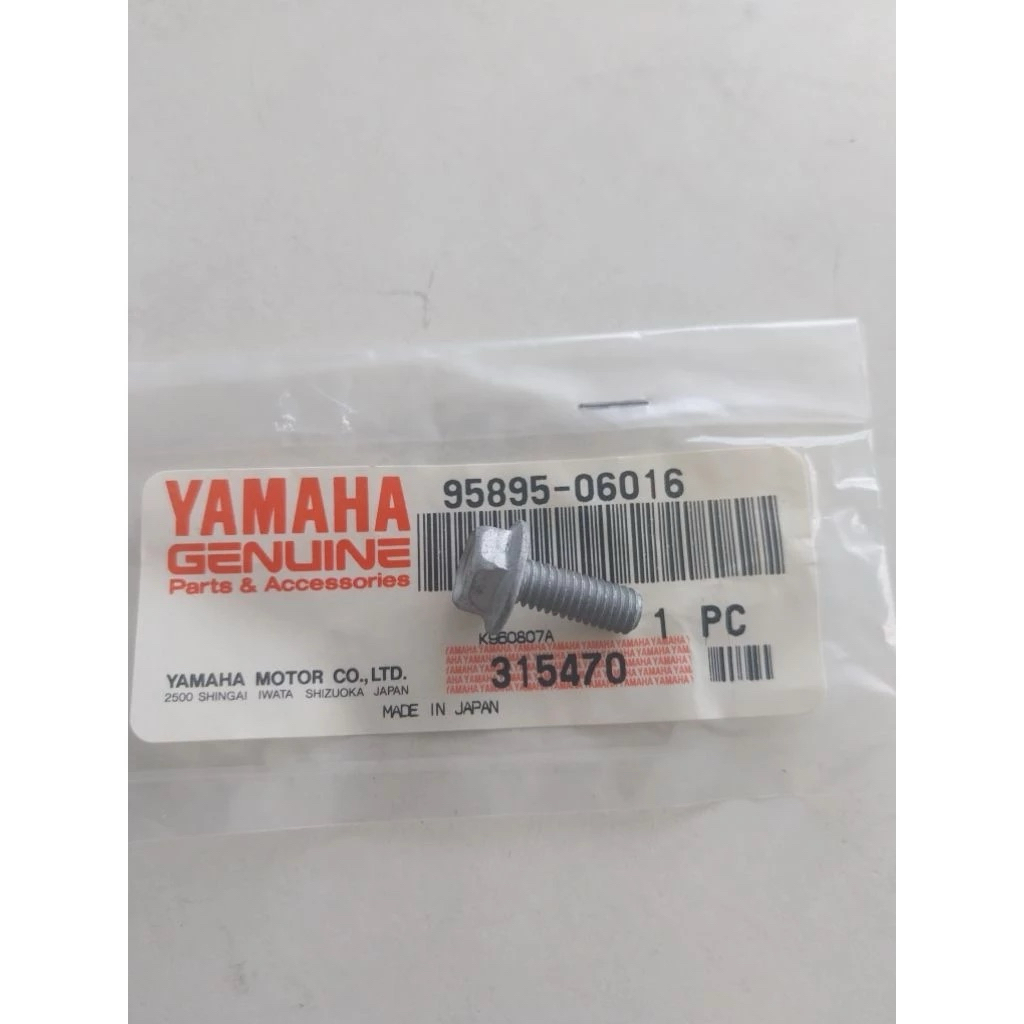 YAMAHA
GENUINE
Parts & Accessories
95895-06016
1 PC
K960807A
315470
YAMAHA MOTOR CO., LTD.
2500 SHINGAI IWATA SHIZUOKA JAPAN
MADE IN JAPAN